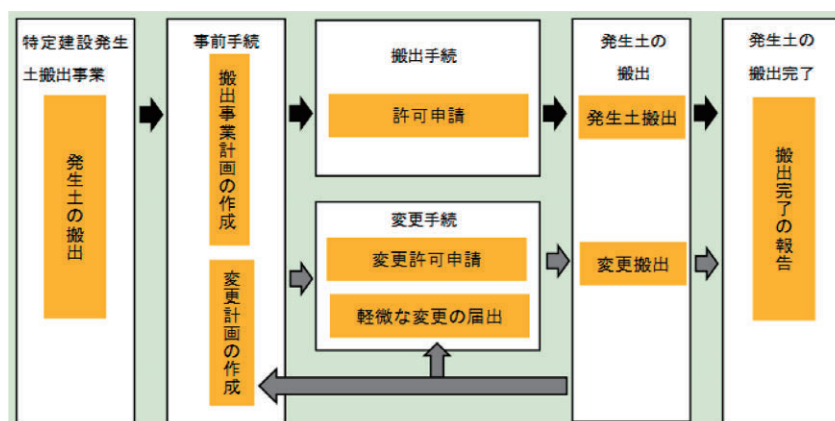 特定建設発生
土搬出事業
発生土の搬出
事前手続
搬出事業計画の作成
変更計画の作成
搬出手続
許可申請
変更手続
変更許可申請
軽微な変更の届出
発生土の
搬出
発生土搬出
変更搬出
発生土の
搬出完了
搬出完了の報告